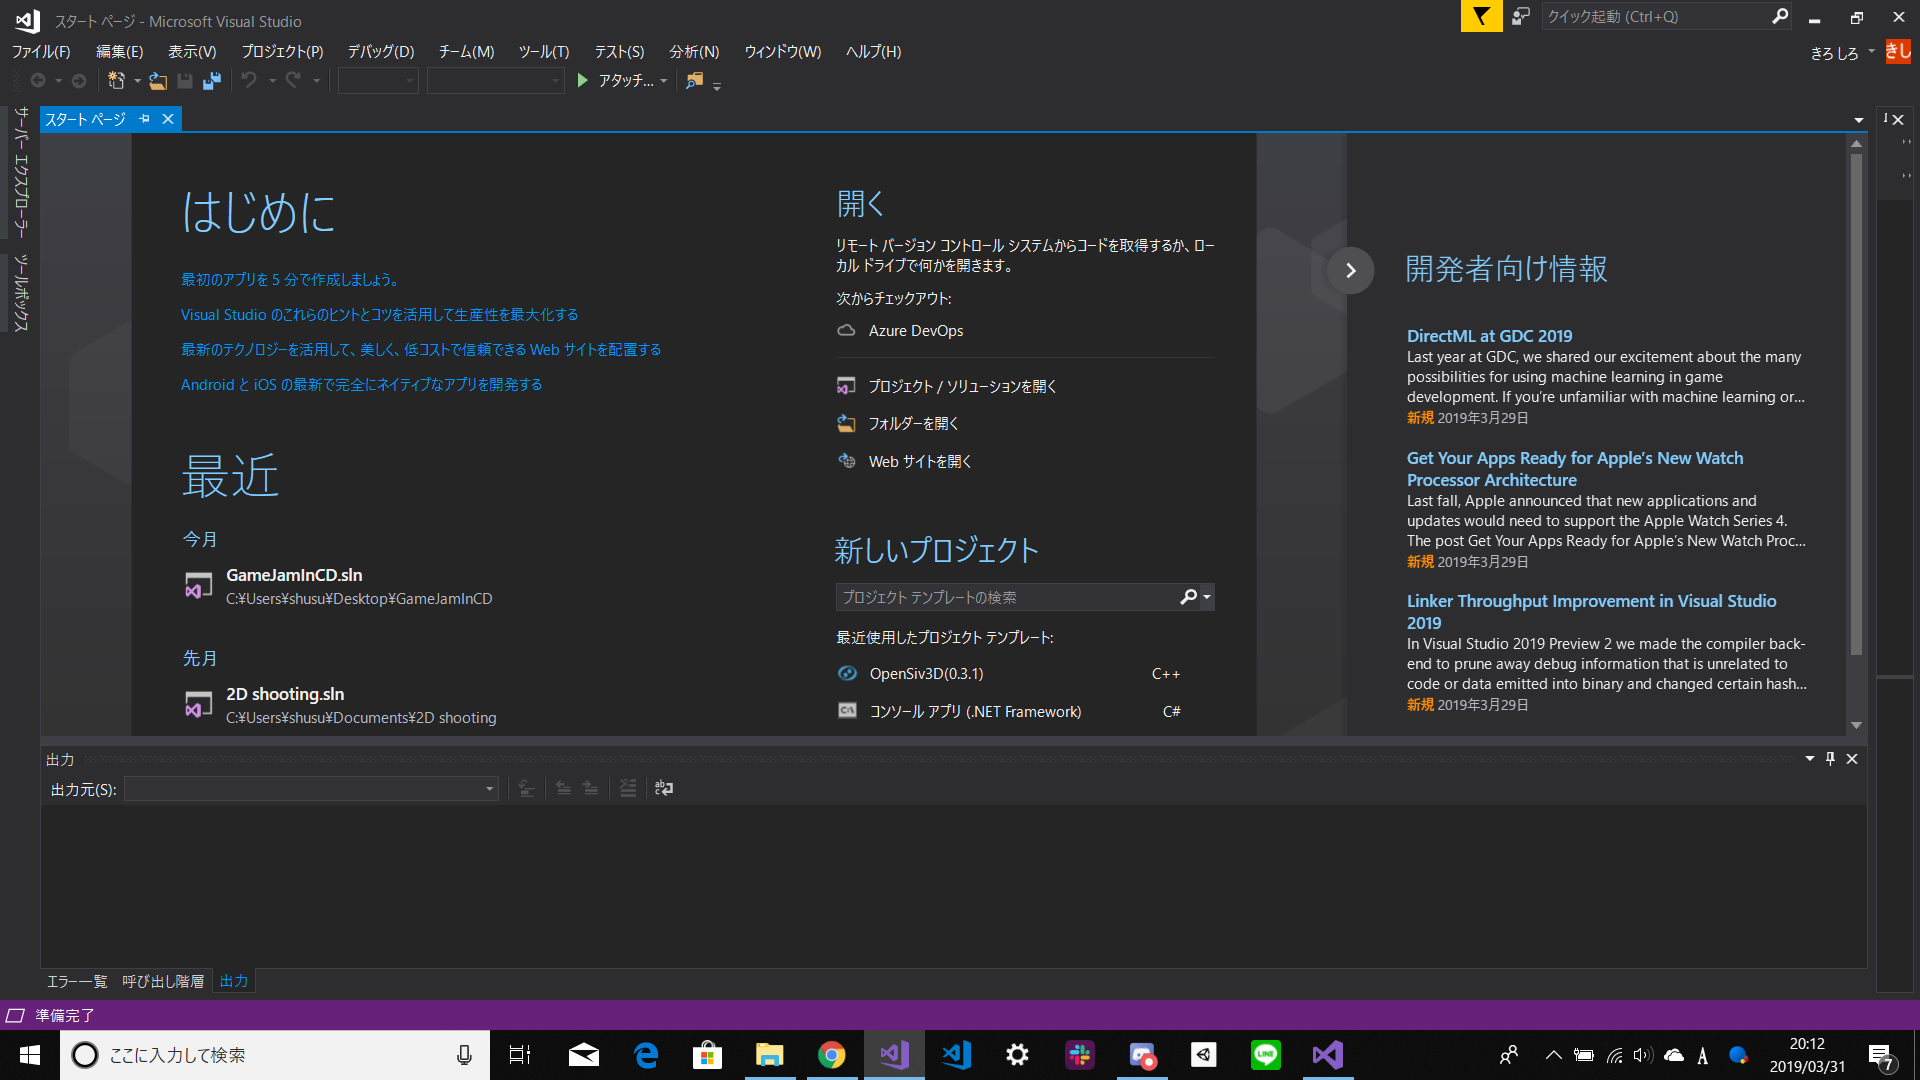 スタート ページ - Microsoft Visual Studio
クイック起動 (Ctrl+Q)
ファイル(F) 編集(E) 表示(V) プロジェクト(P) デバッグ(D) チーム(M) ツール(T) テスト(S) 分析(N) ウィンドウ(W) ヘルプ(H)
きろ しろ
きし
アタッチ...
サーバー エクスプローラー
ツールボックス
スタート ページ
はじめに
最初のアプリを 5 分で作成しましょう。
Visual Studio のこれらのヒントとコツを活用して生産性を最大化する
最新のテクノロジーを活用して、美しく、低コストで信頼できる Web サイトを配置する
Android と iOS の最新で完全にネイティブなアプリを開発する
最近
今月
GameJamInCD.sln
C:¥Users¥shusu¥Desktop¥GameJamInCD
先月
2D shooting.sln
C:¥Users¥shusu¥Documents¥2D shooting
開く
リモート バージョン コントロール システムからコードを取得するか、ロー
カル ドライブで何かを開きます。
次からチェックアウト:
Azure DevOps
プロジェクト / ソリューションを開く
フォルダーを開く
Web サイトを開く
新しいプロジェクト
プロジェクト テンプレートの検索
最近使用したプロジェクト テンプレート:
OpenSiv3D(0.3.1) C++
コンソール アプリ (.NET Framework) C#
開発者向け情報
DirectML at GDC 2019
Last year at GDC, we shared our excitement about the many
possibilities for using machine learning in game
development. If you're unfamiliar with machine learning or...
新規 2019年3月29日
Get Your Apps Ready for Apple's New Watch
Processor Architecture
Last fall, Apple announced that new applications and
updates would need to support the Apple Watch Series 4.
The post Get Your Apps Ready for Apple's New Watch Proc...
新規 2019年3月29日
Linker Throughput Improvement in Visual Studio
2019
In Visual Studio 2019 Preview 2 we made the compiler back-
end to prune away debug information that is unrelated to
code or data emitted into binary and changed certain hash...
新規 2019年3月29日
出力
出力元(S):
エラー一覧 呼び出し階層 出力
準備完了
ここに入力して検索
LINE
A
20:12
2019/03/31
7